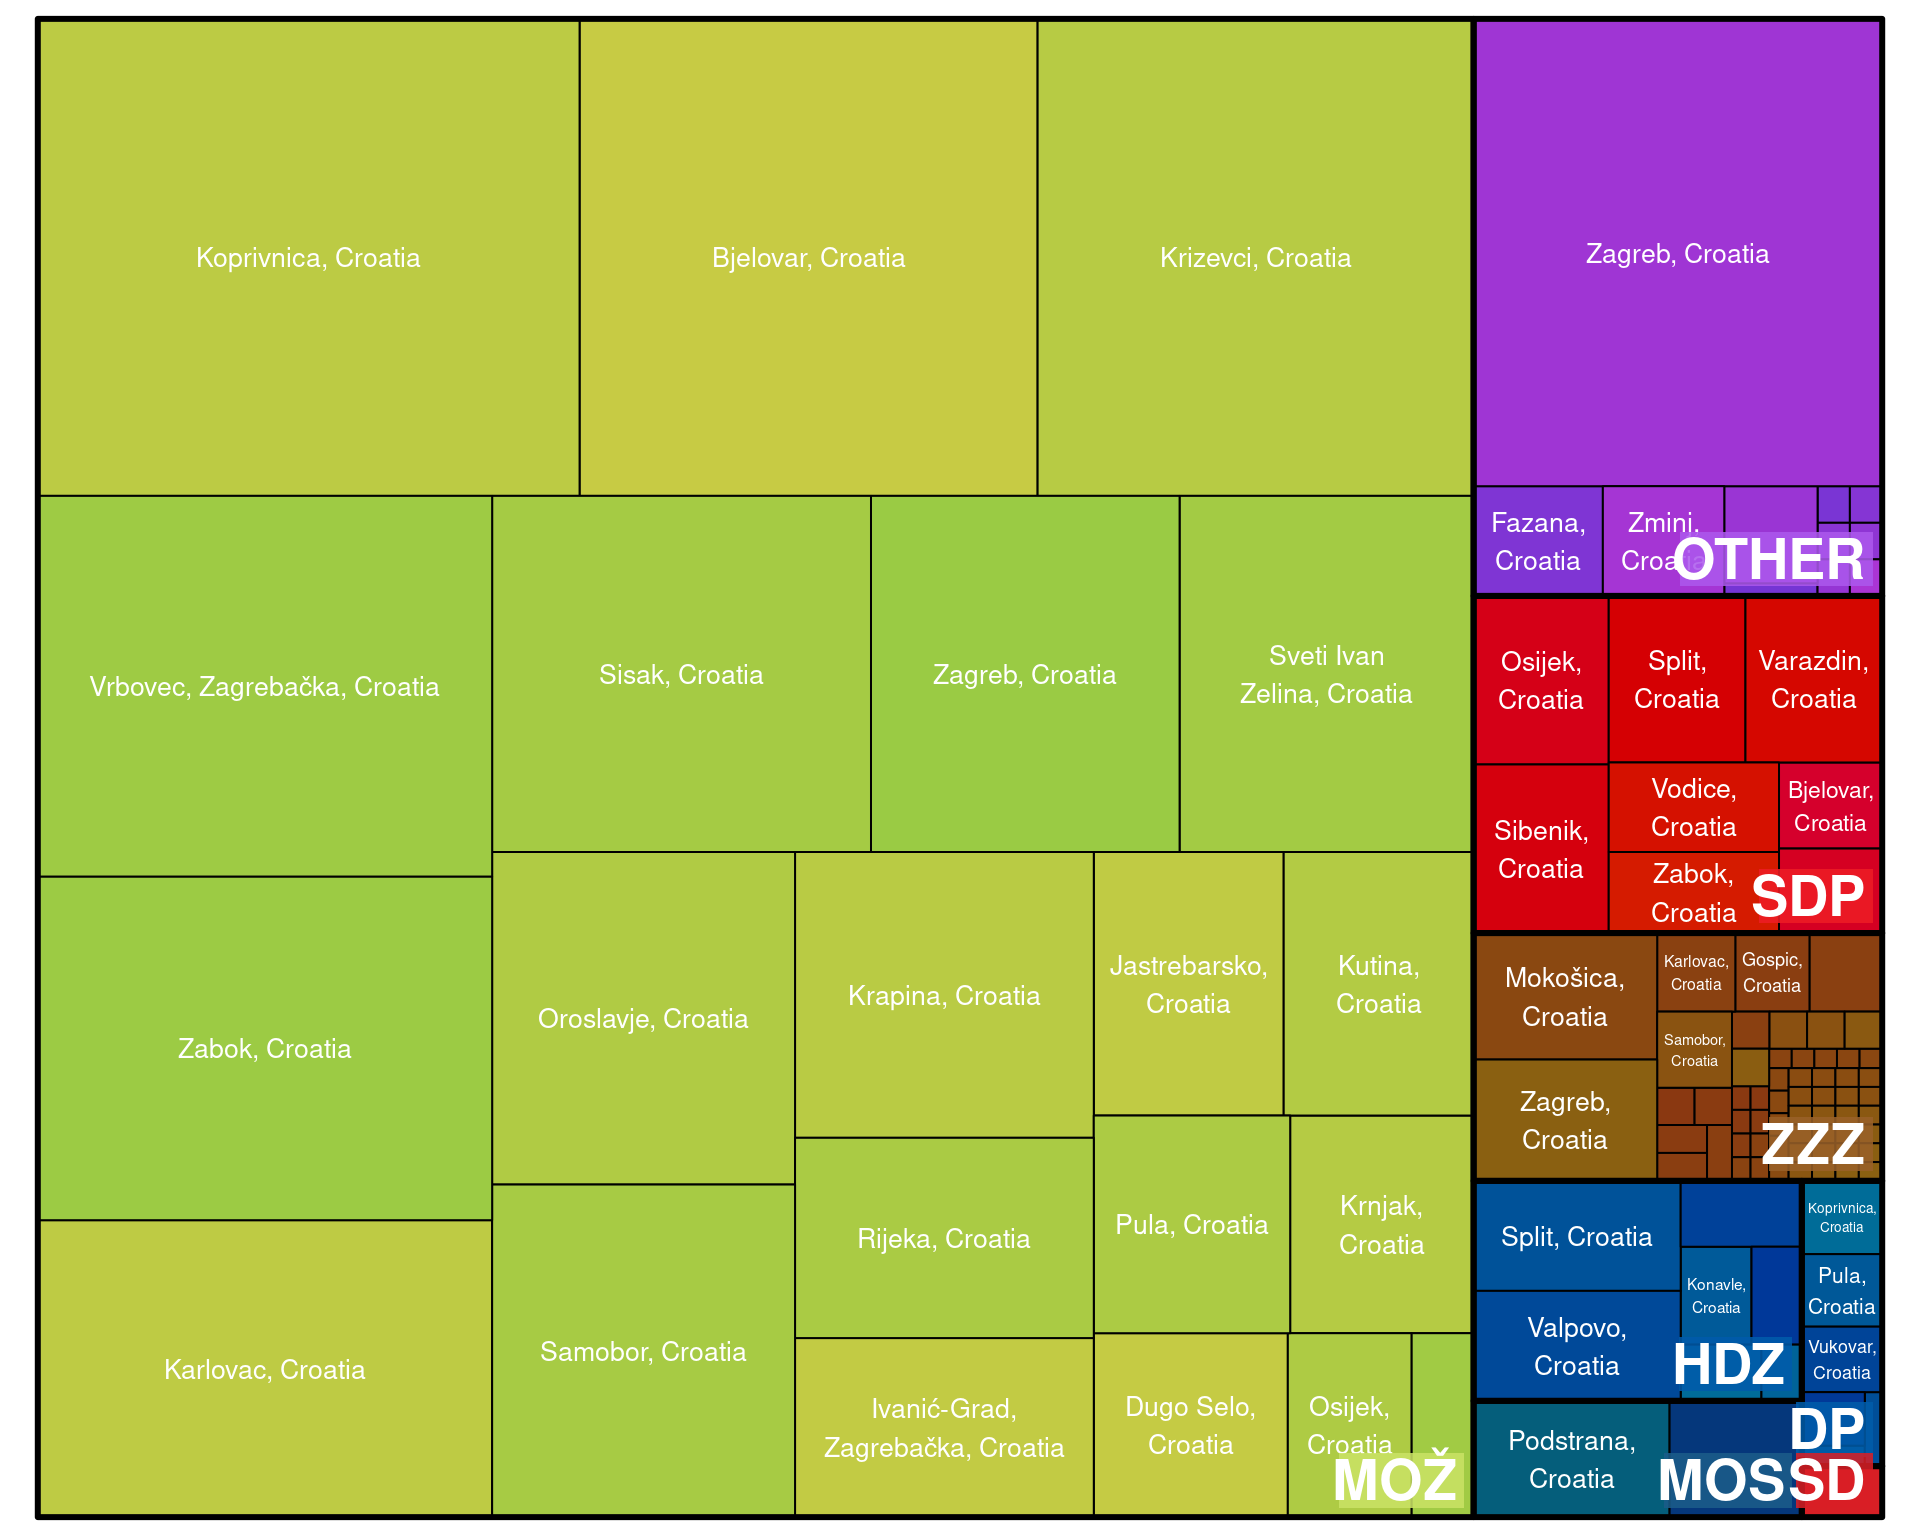 Koprivnica, Croatia
Bjelovar, Croatia
Krizevci, Croatia
Vrbovec, Zagrebačka, Croatia
Sisak, Croatia
Zagreb, Croatia
Sveti Ivan
Zelina, Croatia
Zabok, Croatia
Karlovac, Croatia
Oroslavje, Croatia
Samobor, Croatia
Krapina, Croatia
Rijeka, Croatia
Ivanić-Grad,
Zagrebačka, Croatia
Jastrebarsko,
Croatia
Kutina,
Croatia
Pula, Croatia
Krnjak,
Croatia
Dugo Selo,
Croatia
Osijek,
Croatia
MOŽ
Zagreb, Croatia
Fazana,
Croatia
Zminj,
Croatia
OTHER
Osijek,
Croatia
Split,
Croatia
Varazdin,
Croatia
Sibenik,
Croatia
Vodice,
Croatia
Bjelovar,
Croatia
Zabok,
Croatia
SDP
Mokošica,
Croatia
Zagreb,
Croatia
Karlovac,
Croatia
Gospic,
Croatia
Samobor,
Croatia
ZZZ
Split, Croatia
Valpovo,
Croatia
Konavle,
Croatia
HDZ
Koprivnica,
Croatia
Pula,
Croatia
Vukovar,
Croatia
DP
Podstrana,
Croatia
MOS
SD